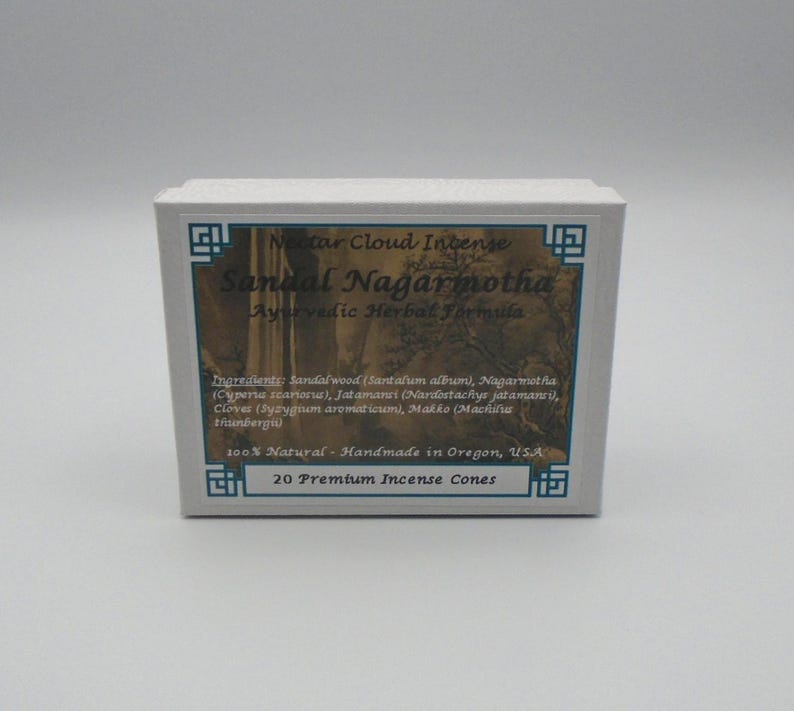 Nectar Cloud Incense
Sandal Nagarmotha
Ayurvedic Herbal Formula
Ingredients: Sandalwood (Santalum album), Nagarmotha
(Cyperus scariosus), Jatamansi (Nardostachys jatamansi),
Cloves (Syzygium aromaticum), Makko (Machilus
thunbergii)
100% Natural - Handmade in Oregon, USA
20 Premium Incense Cones